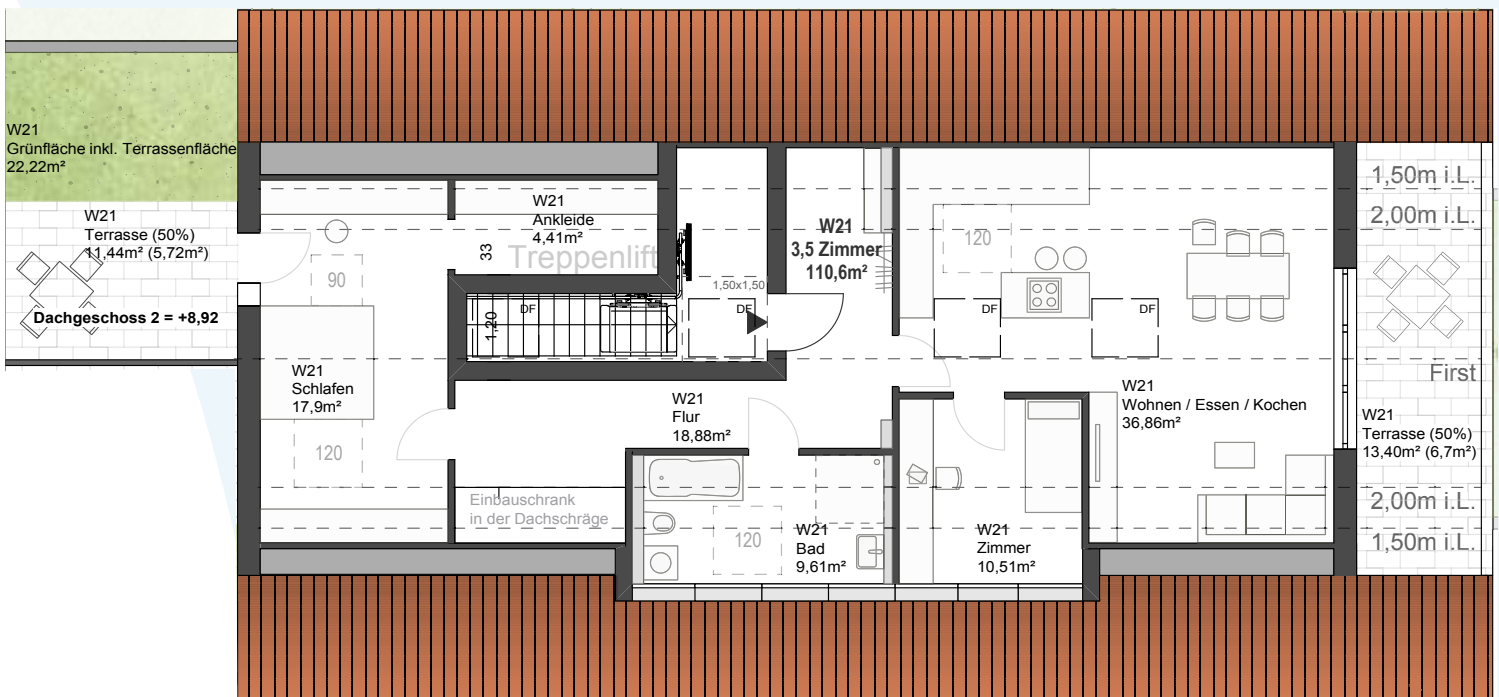 W21
Grünfläche inkl. Terrassenfläche
22,22m²
W21
Terrasse (50%)
11,44m² (5,72m²)
Dachgeschoss 2 = +8,92
W21
Ankleide
4,41m²
33
Treppenlift
90
W21
3,5 Zimmer
110,6m²
1,50x1,50
DF
DF
1,20
120
DF
DF
1,50m i.L.
2,00m i.L.
First
W21
Schlafen
17,9m²
120
W21
Flur
18,88m²
W21
Wohnen / Essen / Kochen
36,86m²
W21
Terrasse (50%)
13,40m² (6,7m²)
Einbauschrank
in der Dachschräge
120
W21
Bad
9,61m²
W21
Zimmer
10,51m²
2,00m i.L.
1,50m i.L.